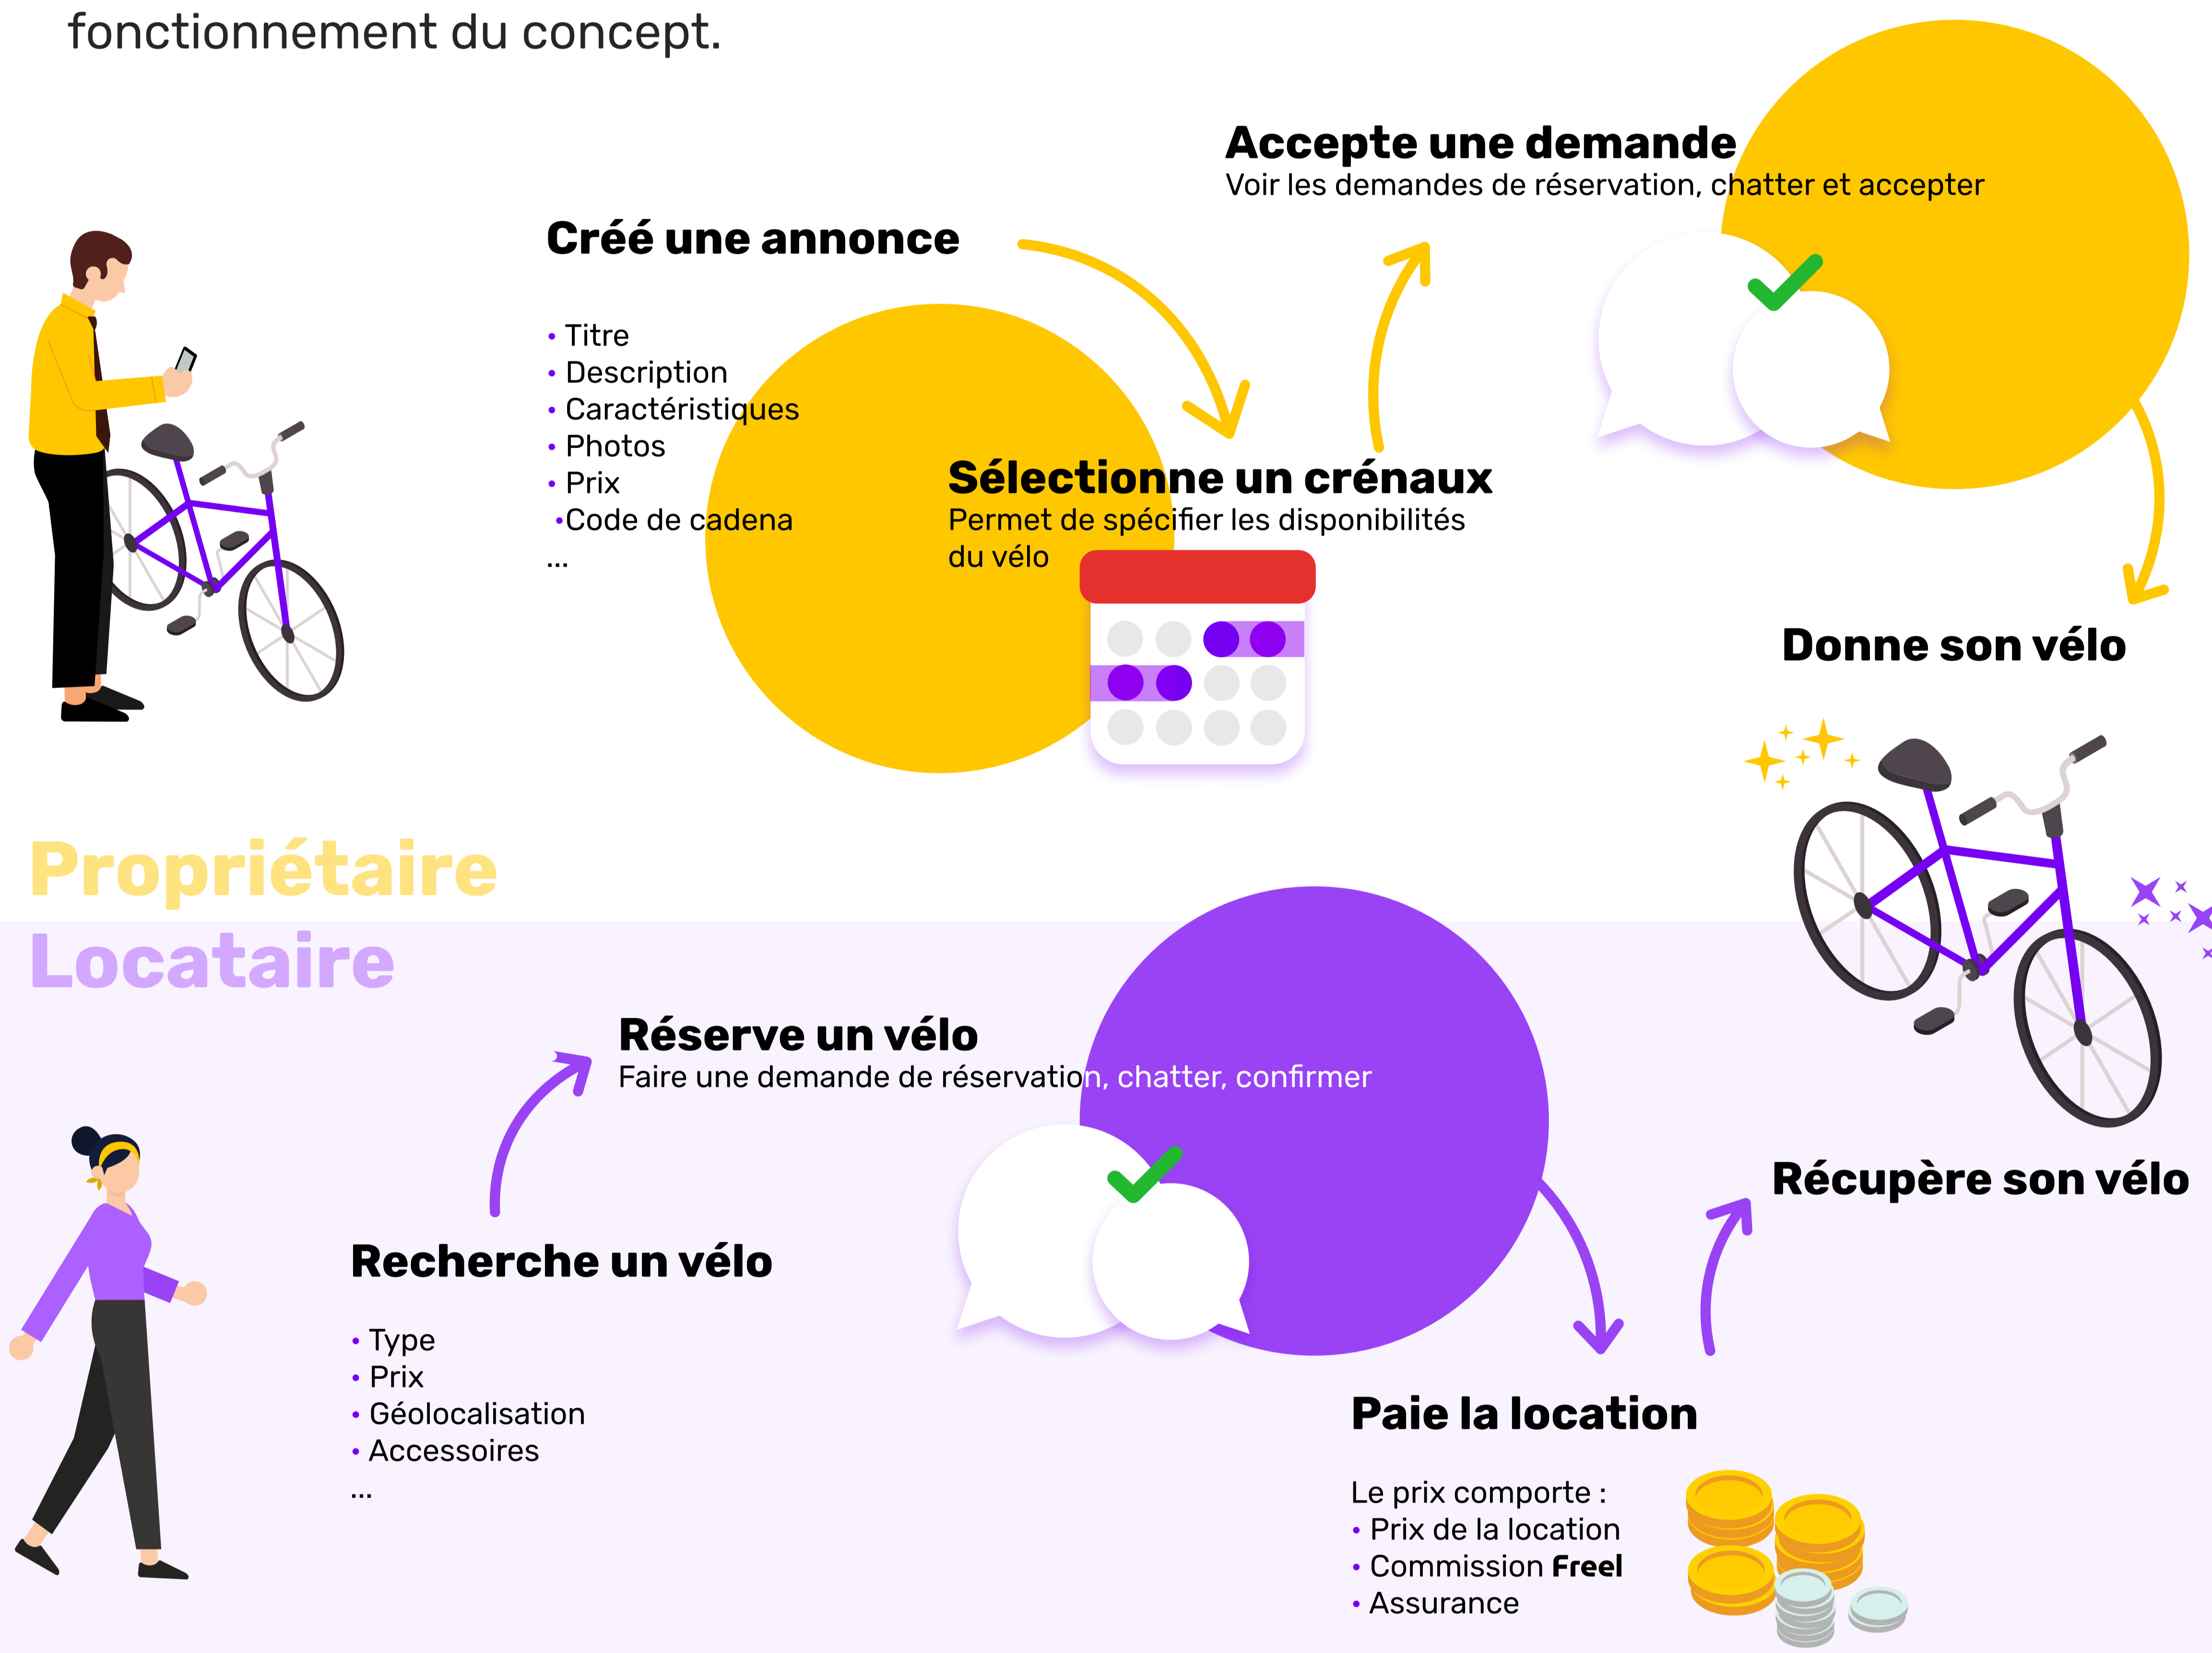 fonctionnement du concept.
Créé une annonce
• Titre
• Description
• Caractéristiques
• Photos
• Prix
•Code de cadena
...
Sélectionne un crénaux
Permet de spécifier les disponibilités
du vélo
Accepte une demande
Voir les demandes de réservation, chatter et accepter
Donne son vélo
Propriétaire
Locataire
Recherche un vélo
• Type
• Prix
• Géolocalisation
• Accessoires
...
Réserve un vélo
Faire une demande de réservation, chatter, confirmer
Paie la location
Le prix comporte :
• Prix de la location
• Commission Freel
• Assurance
Récupère son vélo